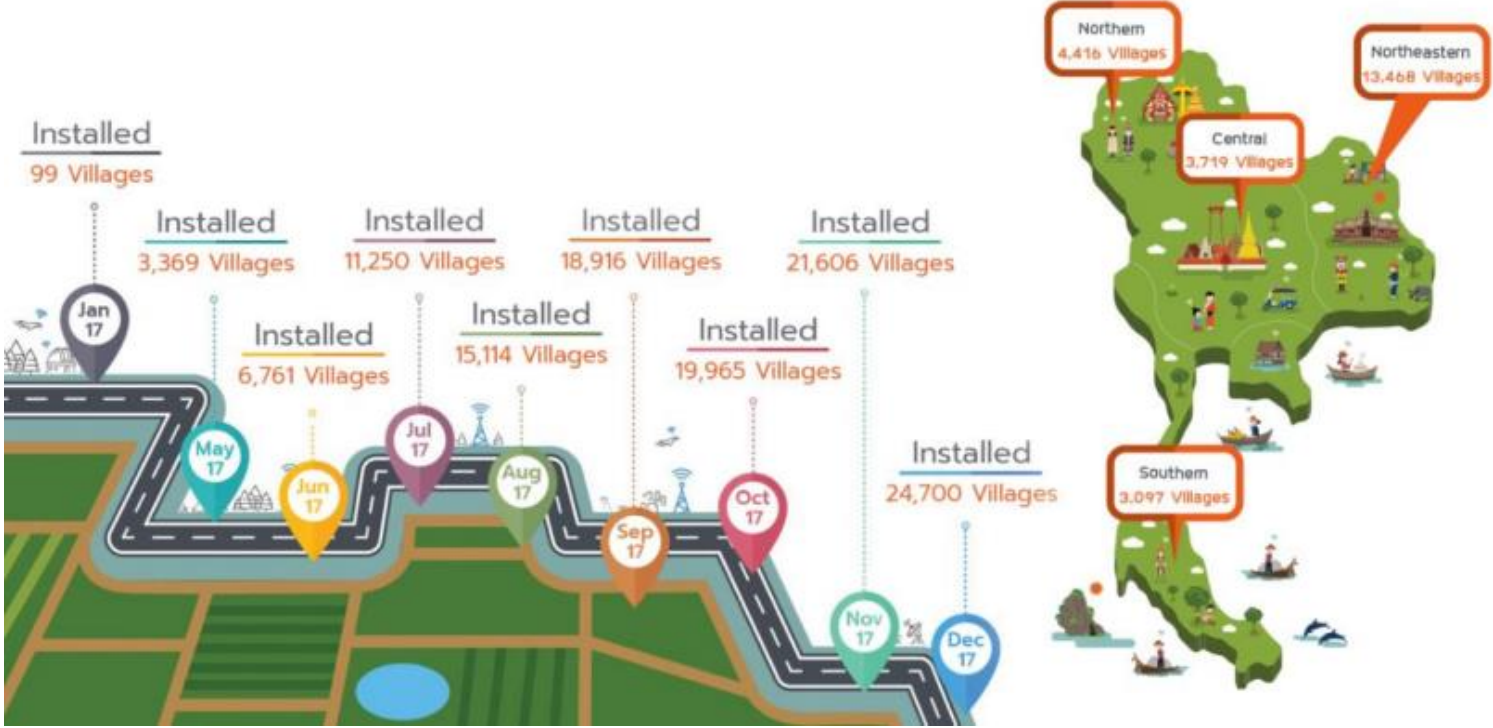 Installed
99 Villages
Jan
17
Installed
3,369 Villages
May
17
Installed
6,761 Villages
Jun
17
Installed
11,250 Villages
Jul
17
Installed
15,114 Villages
Aug
17
Installed
18,916 Villages
Sep
17
Installed
19,965 Villages
Oct
17
Installed
21,606 Villages
Nov
17
Installed
24,700 Villages
Dec
17
Northern
4,416 Villages
Northeastern
13,468 Villages
Central
3,719 Villages
Southern
3,097 Villages